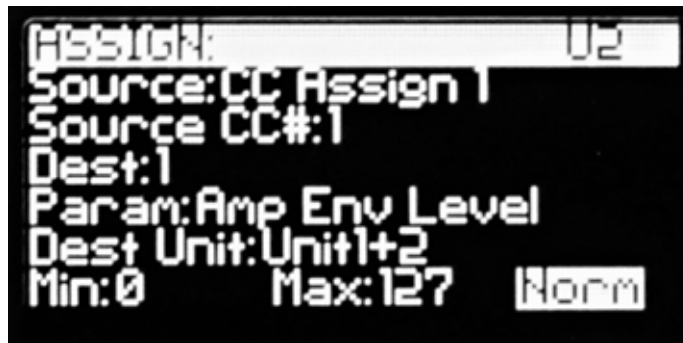 ASSIGN: U2
Source:CC Assign 1
Source CC#:1
Dest:1
Param:Amp Env Level
Dest Unit:Unit1+2
Min:0 Max:127 Norm